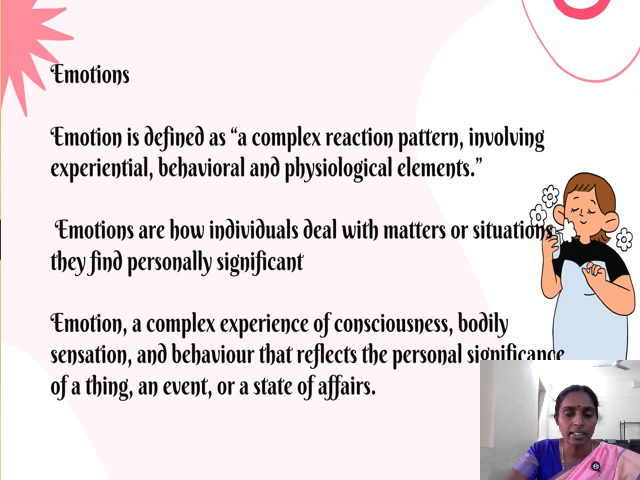 Emotions
Emotion is defined as “a complex reaction pattern, involving
experiential, behavioral and physiological elements.”
Emotions are how individuals deal with matters or situations
they find personally significant
Emotion, a complex experience of consciousness, bodily
sensation, and behaviour that reflects the personal significance
of a thing, an event, or a state of affairs.